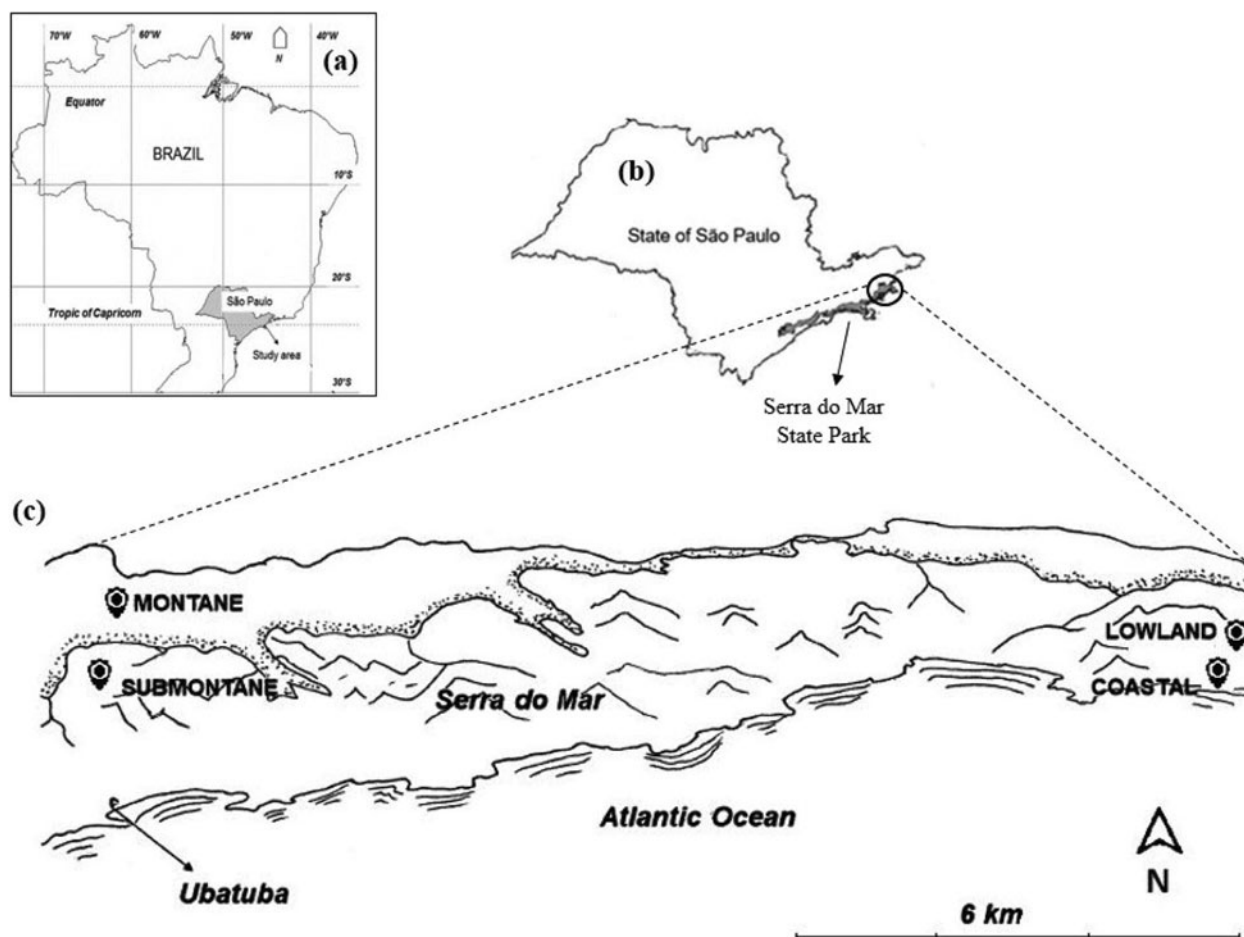 70°W 60°W 50°W 40°W
N
(a)
Equator
BRAZIL
10°S
20°S
São Paulo
Tropic of Capricorn
Study area
30°S
(b)
State of São Paulo
Serra do Mar
State Park
(c)
MONTANE
LOWLAND
SUBMONTANE
COASTAL
Serra do Mar
Atlantic Ocean
N
Ubatuba
6 km